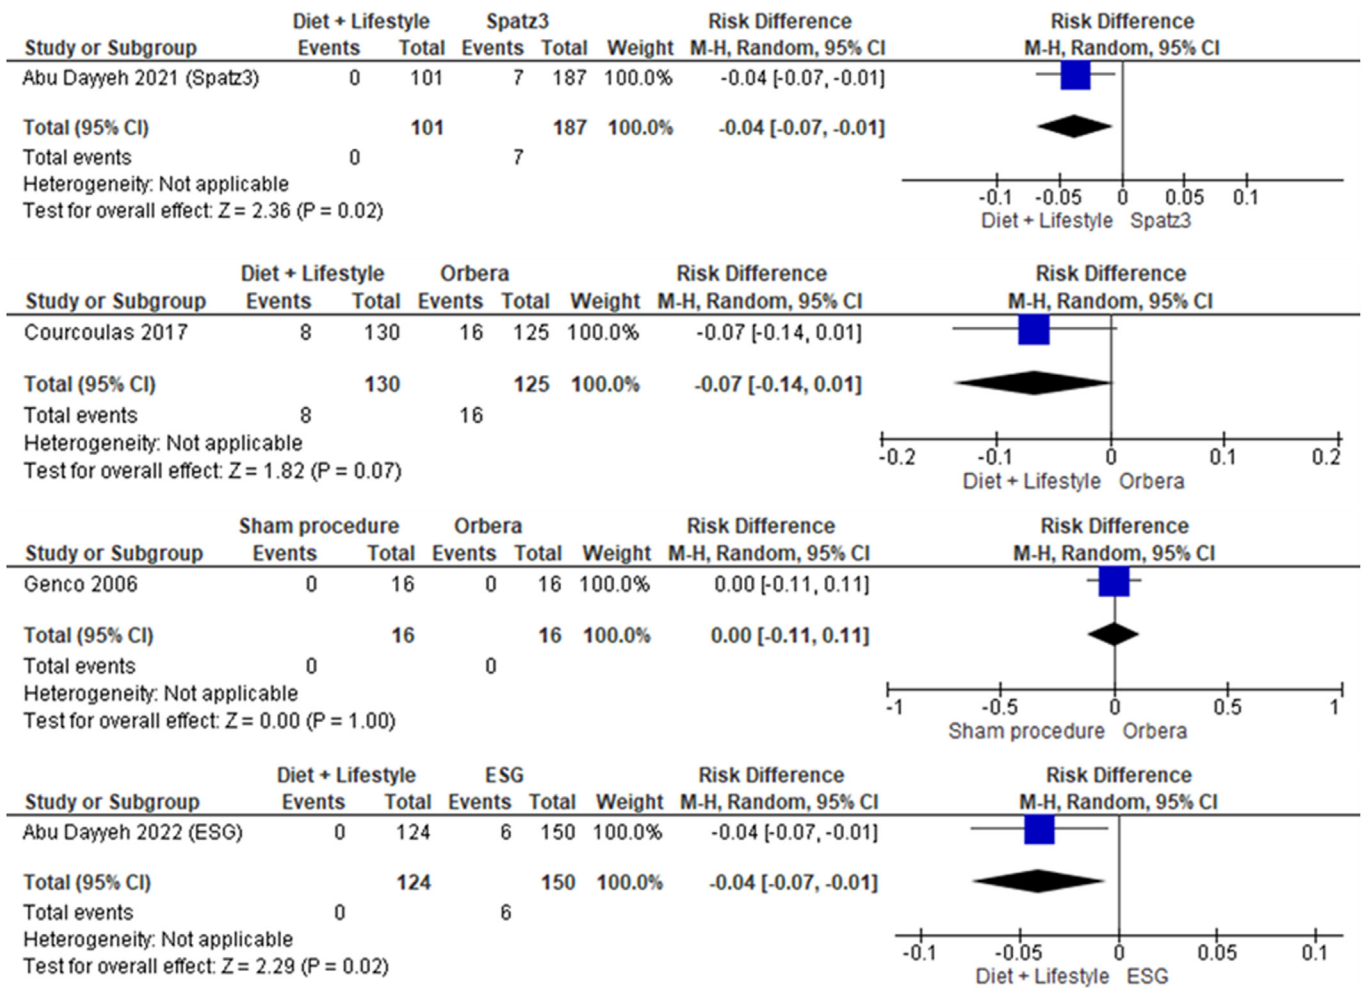 Diet + Lifestyle Spatz3 Risk Difference Risk Difference
Study or Subgroup Events Total Events Total Weight M-H, Random, 95% CI M-H, Random, 95% CI
Abu Dayyeh 2021 (Spatz3) 0 101 7 187 100.0% -0.04 [-0.07, -0.01]
Total (95% CI) 101 187 100.0% -0.04 [-0.07, -0.01]
Total events 0 7
Heterogeneity: Not applicable
Test for overall effect: Z = 2.36 (P = 0.02)
-0.1 -0.05 0 0.05 0.1
Diet + Lifestyle Spatz3
Diet + Lifestyle Orbera Risk Difference Risk Difference
Study or Subgroup Events Total Events Total Weight M-H, Random, 95% CI M-H, Random, 95% CI
Courcoulas 2017 8 130 16 125 100.0% -0.07 [-0.14, 0.01]
Total (95% CI) 130 125 100.0% -0.07 [-0.14, 0.01]
Total events 8 16
Heterogeneity: Not applicable
Test for overall effect: Z = 1.82 (P = 0.07)
-0.2 -0.1 0 0.1 0.2
Diet + Lifestyle Orbera
Sham procedure Orbera Risk Difference Risk Difference
Study or Subgroup Events Total Events Total Weight M-H, Random, 95% CI M-H, Random, 95% CI
Genco 2006 0 16 0 16 100.0% 0.00 [-0.11, 0.11]
Total (95% CI) 16 16 100.0% 0.00 [-0.11, 0.11]
Total events 0 0
Heterogeneity: Not applicable
Test for overall effect: Z = 0.00 (P = 1.00)
-1 -0.5 0 0.5 1
Sham procedure Orbera
Diet + Lifestyle ESG Risk Difference Risk Difference
Study or Subgroup Events Total Events Total Weight M-H, Random, 95% CI M-H, Random, 95% CI
Abu Dayyeh 2022 (ESG) 0 124 6 150 100.0% -0.04 [-0.07, -0.01]
Total (95% CI) 124 150 100.0% -0.04 [-0.07, -0.01]
Total events 0 6
Heterogeneity: Not applicable
Test for overall effect: Z = 2.29 (P = 0.02)
-0.1 -0.05 0 0.05 0.1
Diet + Lifestyle ESG